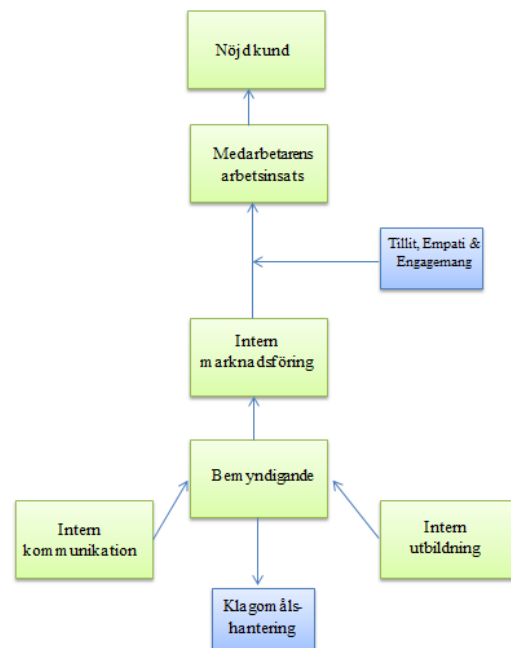 Nöjd kund
Medarbetarens
arbetsinsats
Tillit, Empati &
Engagemang
Intern
marknadsföring
Bemyndigande
Intern
kommunikation
Intern
utbildning
Klagomåls-
hantering